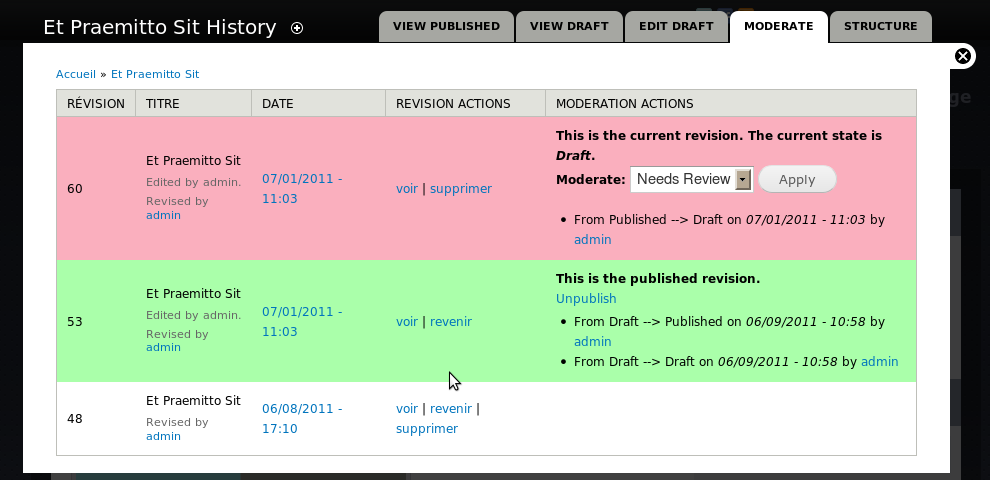 Et Praemitto Sit History
VIEW PUBLISHED
VIEW DRAFT
EDIT DRAFT
MODERATE
STRUCTURE
Accueil » Et Praemitto Sit
RÉVISION TITRE DATE REVISION ACTIONS MODERATION ACTIONS
60
Et Praemitto Sit
Edited by admin.
Revised by
admin
07/01/2011 -
11:03
voir | supprimer
This is the current revision. The current state is
Draft.
Moderate: Needs Review Apply
• From Published --> Draft on 07/01/2011 - 11:03 by
admin
53
Et Praemitto Sit
Edited by admin.
Revised by
admin
07/01/2011 -
11:03
voir | revenir
This is the published revision.
Unpublish
• From Draft --> Published on 06/09/2011 - 10:58 by
admin
• From Draft --> Draft on 06/09/2011 - 10:58 by admin
48
Et Praemitto Sit
Revised by
admin
06/08/2011 -
17:10
voir | revenir |
supprimer